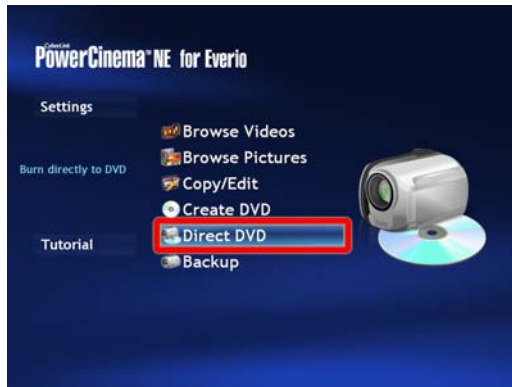 CyberLink
PowerCinema™ NE for Everio
Settings
Browse Videos
Burn directly to DVD
Browse Pictures
Copy/Edit
Create DVD
Direct DVD
Tutorial
Backup